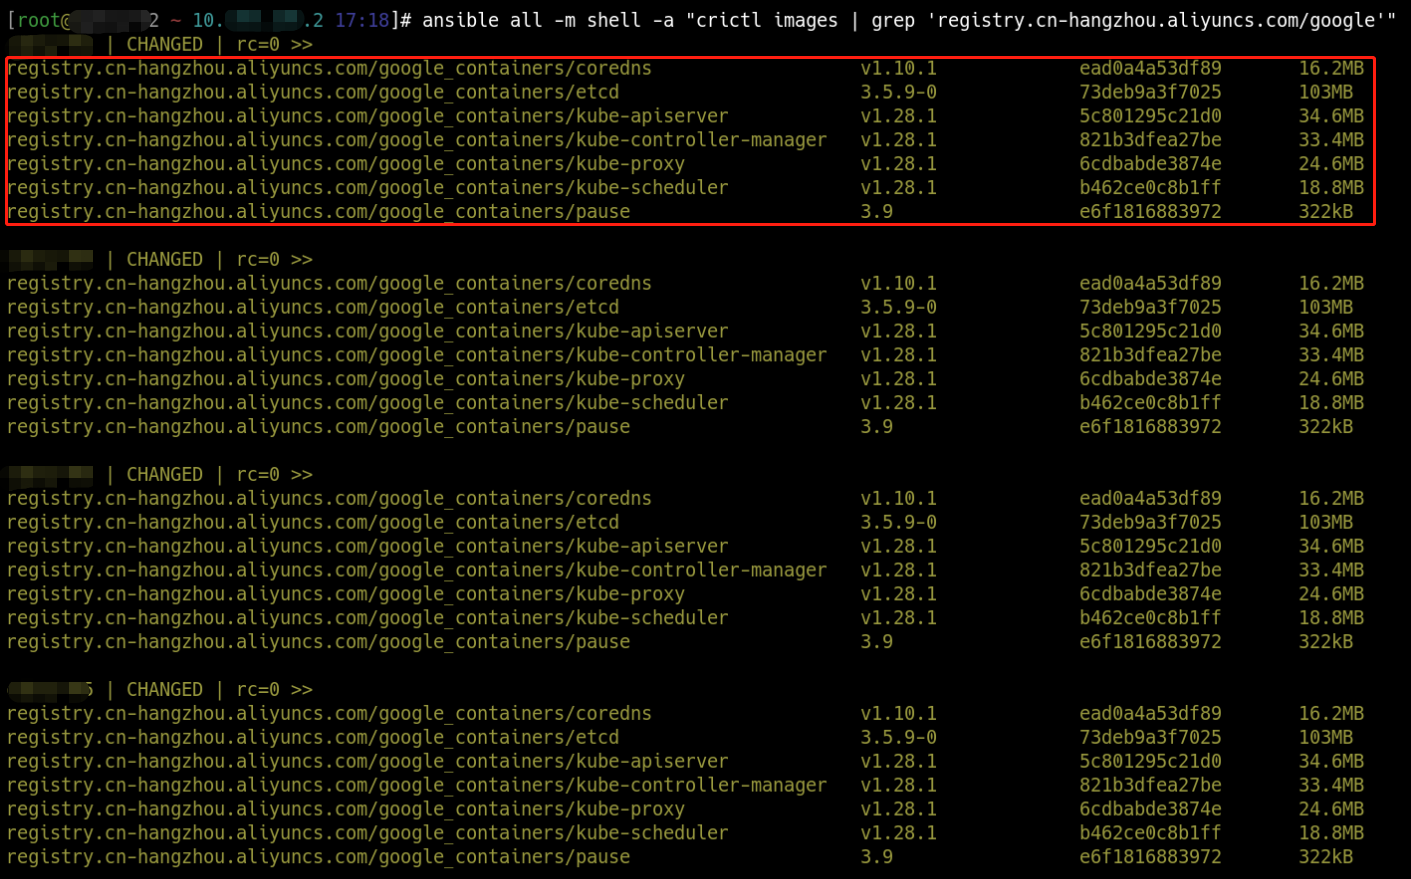 [root@ 2 ~ 10. .2 17:18]# ansible all -m shell -a "crictl images | grep 'registry.cn-hangzhou.aliyuncs.com/google'"
| CHANGED | rc=0 >>
registry.cn-hangzhou.aliyuncs.com/google_containers/coredns v1.10.1 ead0a4a53df89 16.2MB
registry.cn-hangzhou.aliyuncs.com/google_containers/etcd 3.5.9-0 73deb9a3f7025 103MB
registry.cn-hangzhou.aliyuncs.com/google_containers/kube-apiserver v1.28.1 5c801295c21d0 34.6MB
registry.cn-hangzhou.aliyuncs.com/google_containers/kube-controller-manager v1.28.1 821b3dfea27be 33.4MB
registry.cn-hangzhou.aliyuncs.com/google_containers/kube-proxy v1.28.1 6cdbabde3874e 24.6MB
registry.cn-hangzhou.aliyuncs.com/google_containers/kube-scheduler v1.28.1 b462ce0c8b1ff 18.8MB
registry.cn-hangzhou.aliyuncs.com/google_containers/pause 3.9 e6f1816883972 322kB
| CHANGED | rc=0 >>
registry.cn-hangzhou.aliyuncs.com/google_containers/coredns v1.10.1 ead0a4a53df89 16.2MB
registry.cn-hangzhou.aliyuncs.com/google_containers/etcd 3.5.9-0 73deb9a3f7025 103MB
registry.cn-hangzhou.aliyuncs.com/google_containers/kube-apiserver v1.28.1 5c801295c21d0 34.6MB
registry.cn-hangzhou.aliyuncs.com/google_containers/kube-controller-manager v1.28.1 821b3dfea27be 33.4MB
registry.cn-hangzhou.aliyuncs.com/google_containers/kube-proxy v1.28.1 6cdbabde3874e 24.6MB
registry.cn-hangzhou.aliyuncs.com/google_containers/kube-scheduler v1.28.1 b462ce0c8b1ff 18.8MB
registry.cn-hangzhou.aliyuncs.com/google_containers/pause 3.9 e6f1816883972 322kB
| CHANGED | rc=0 >>
registry.cn-hangzhou.aliyuncs.com/google_containers/coredns v1.10.1 ead0a4a53df89 16.2MB
registry.cn-hangzhou.aliyuncs.com/google_containers/etcd 3.5.9-0 73deb9a3f7025 103MB
registry.cn-hangzhou.aliyuncs.com/google_containers/kube-apiserver v1.28.1 5c801295c21d0 34.6MB
registry.cn-hangzhou.aliyuncs.com/google_containers/kube-controller-manager v1.28.1 821b3dfea27be 33.4MB
registry.cn-hangzhou.aliyuncs.com/google_containers/kube-proxy v1.28.1 6cdbabde3874e 24.6MB
registry.cn-hangzhou.aliyuncs.com/google_containers/kube-scheduler v1.28.1 b462ce0c8b1ff 18.8MB
registry.cn-hangzhou.aliyuncs.com/google_containers/pause 3.9 e6f1816883972 322kB
5 | CHANGED | rc=0 >>
registry.cn-hangzhou.aliyuncs.com/google_containers/coredns v1.10.1 ead0a4a53df89 16.2MB
registry.cn-hangzhou.aliyuncs.com/google_containers/etcd 3.5.9-0 73deb9a3f7025 103MB
registry.cn-hangzhou.aliyuncs.com/google_containers/kube-apiserver v1.28.1 5c801295c21d0 34.6MB
registry.cn-hangzhou.aliyuncs.com/google_containers/kube-controller-manager v1.28.1 821b3dfea27be 33.4MB
registry.cn-hangzhou.aliyuncs.com/google_containers/kube-proxy v1.28.1 6cdbabde3874e 24.6MB
registry.cn-hangzhou.aliyuncs.com/google_containers/kube-scheduler v1.28.1 b462ce0c8b1ff 18.8MB
registry.cn-hangzhou.aliyuncs.com/google_containers/pause 3.9 e6f1816883972 322kB